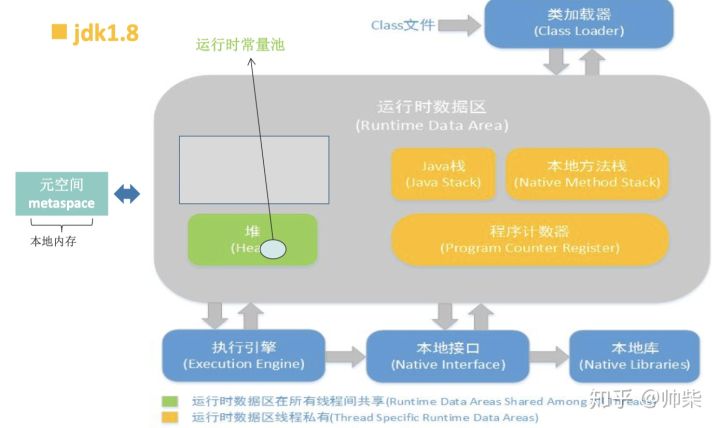 jdk1.8
运行时常量池
Class文件
类加载器
(Class Loader)
运行时数据区
(Runtime Data Area)
元空间
metaspace
本地内存
Java栈
(Java Stack)
本地方法栈
(Native Method Stack)
堆
程序计数器
(Program Counter Register)
执行引擎
(Execution Engine)
本地接口
(Native Interface)
本地库
(Native Libraries)
运行时数据区在所有线程间共享(Runtime Data Areas Shared Among Threads)
运行时数据区线程私有(Thread Specific Runtime Data Areas)
知乎 @帅柴